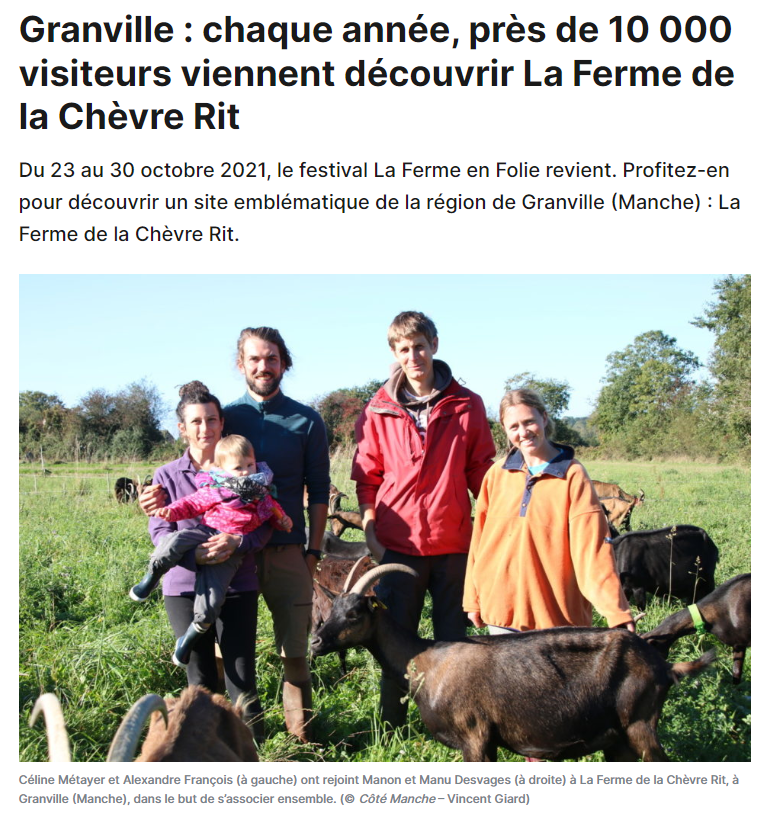 Granville : chaque année, près de 10 000
visiteurs viennent découvrir La Ferme de
la Chèvre Rit
Du 23 au 30 octobre 2021, le festival La Ferme en Folie revient. Profitez-en
pour découvrir un site emblématique de la région de Granville (Manche) : La
Ferme de la Chèvre Rit.
Céline Métayer et Alexandre François (à gauche) ont rejoint Manon et Manu Desvages (à droite) à La Ferme de la Chèvre Rit, à
Granville (Manche), dans le but de s’associer ensemble. (© Côté Manche – Vincent Giard)